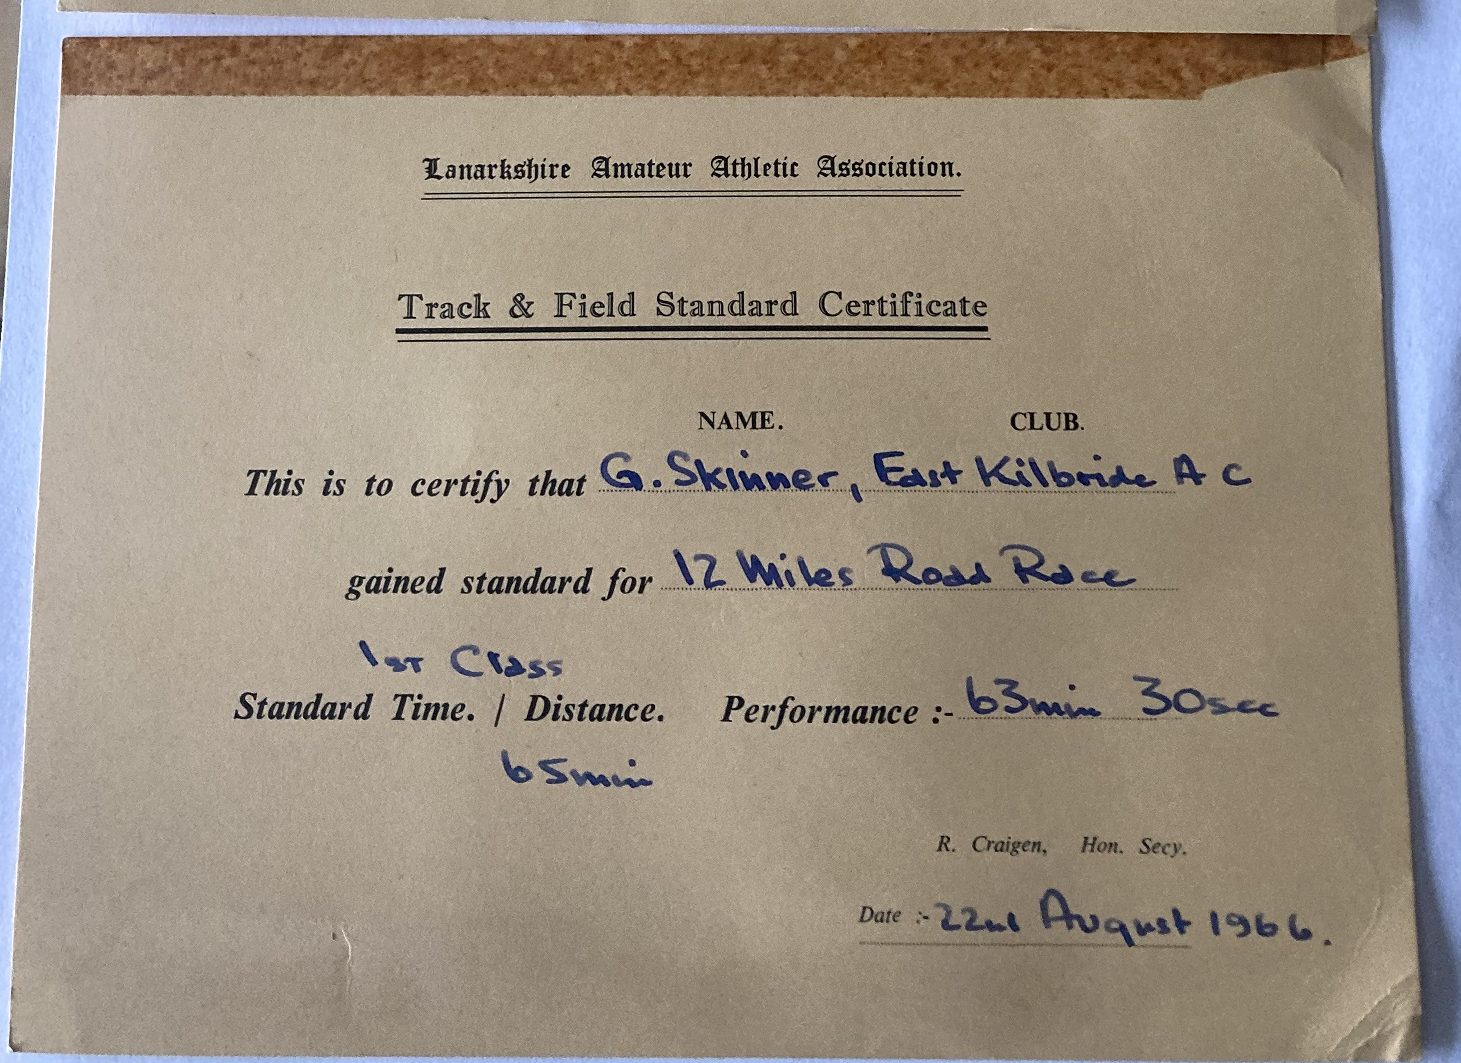 Lanarkshire Amateur Athletic Association.
Track & Field Standard Certificate
NAME. CLUB.
This is to certify that G. Skinner, East Kilbride A C
gained standard for 12 Miles Road Race
1st Class
Standard Time. / Distance. Performance :- 63min 30sec
65min
R. Craigen, Hon. Secy.
Date :- 22nd August 1966.